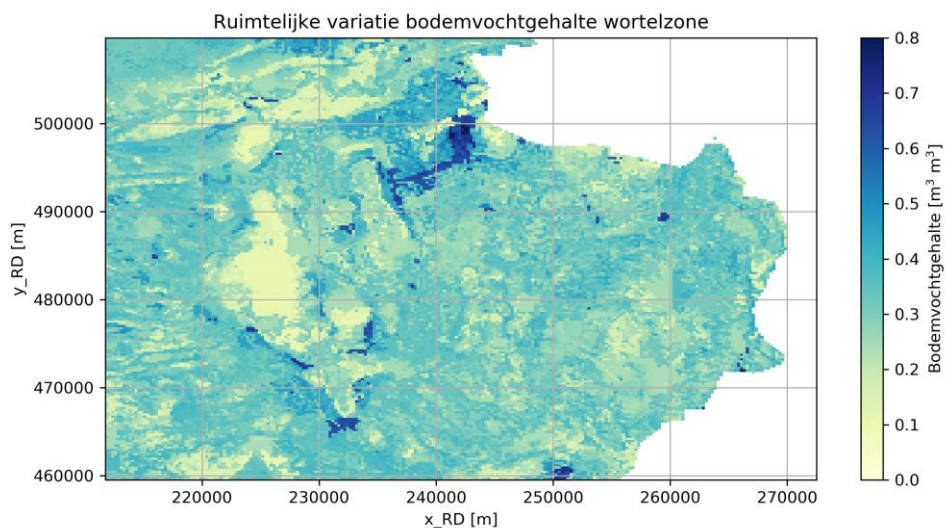 Ruimtelijke variatie bodemvochtgehalte wortelzone
0.8
0.7
500000
0.6
490000
0.5
y_RD [m]
0.4
480000
0.3
470000
0.2
0.1
460000
0.0
Bodemvochtgehalte [m³ m³]
220000 230000 240000 250000 260000 270000
x_RD [m]